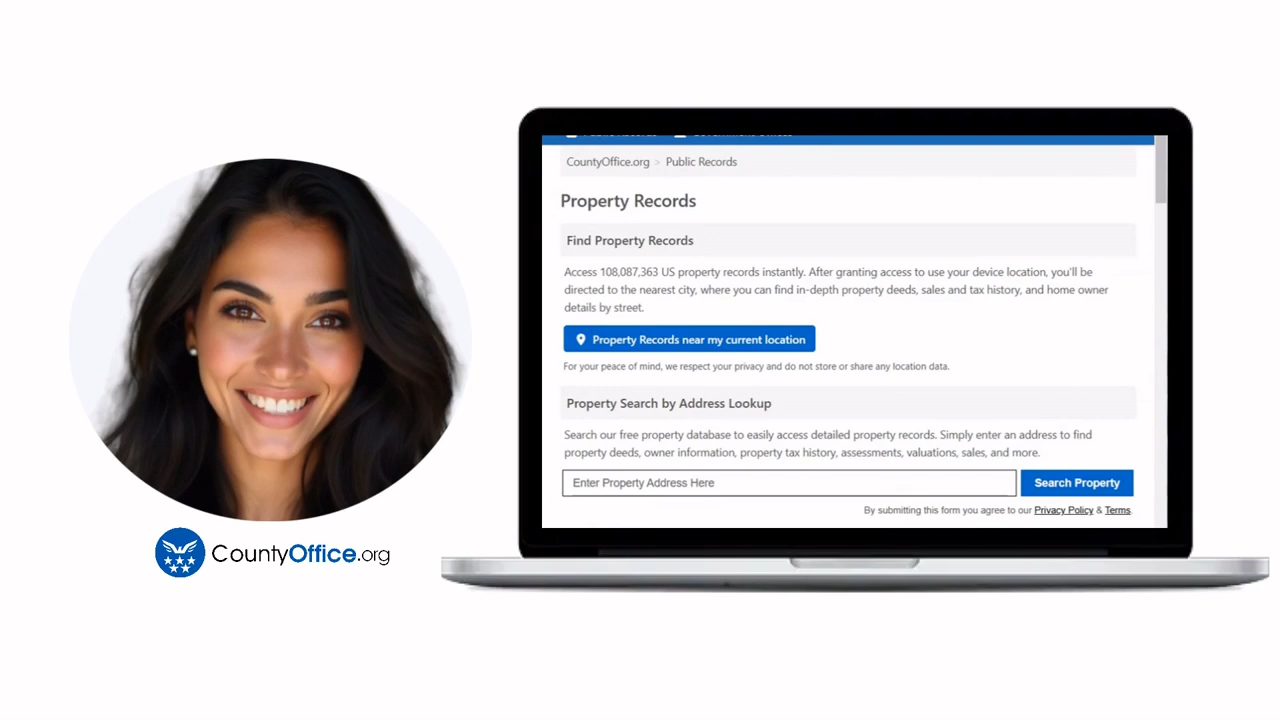 CountyOffice.org > Public Records
Property Records
Find Property Records
Access 108,087,363 US property records instantly. After granting access to use your device location, you'll be
directed to the nearest city, where you can find in-depth property deeds, sales and tax history, and home owner
details by street.
Property Records near my current location
For your peace of mind, we respect your privacy and do not store or share any location data.
Property Search by Address Lookup
Search our free property database to easily access detailed property records. Simply enter an address to find
property deeds, owner information, property tax history, assessments, valuations, sales, and more.
Enter Property Address Here
Search Property
By submitting this form you agree to our Privacy Policy & Terms.
CountyOffice.org